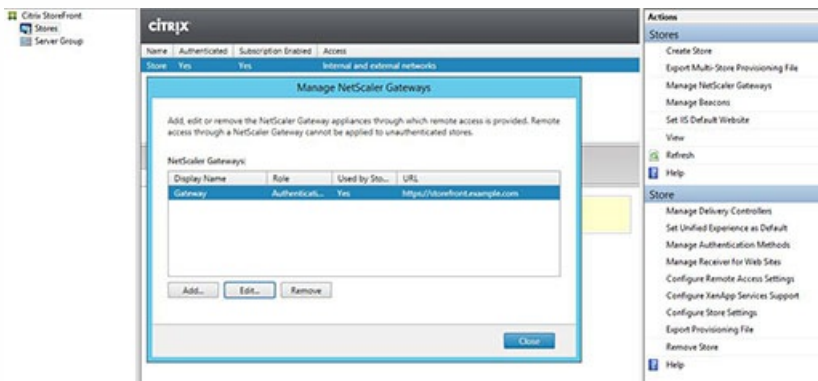 Citrix StoreFront
Stores
Server Group
CİTRIX
Name Authenticated Subscription Enabled Access
Store Yes Yes Internal and external networks
Manage NetScaler Gateways
Add, edit or remove the NetScaler Gateway appliances through which remote access is provided. Remote
access through a NetScaler Gateway cannot be applied to unauthenticated stores.
NetScaler Gateways:
Display Name Role Used by Sto... URL
Gateway Authenticati... Yes https://storefront.example.com
Add... Edit... Remove
Close
Actions
Stores
Create Store
Export Multi-Store Provisioning File
Manage NetScaler Gateways
Manage Beacons
Set IIS Default Website
View
Refresh
Help
Store
Manage Delivery Controllers
Set Unified Experience as Default
Manage Authentication Methods
Manage Receiver for Web Sites
Configure Remote Access Settings
Configure XenApp Services Support
Configure Store Settings
Export Provisioning File
Remove Store
Help